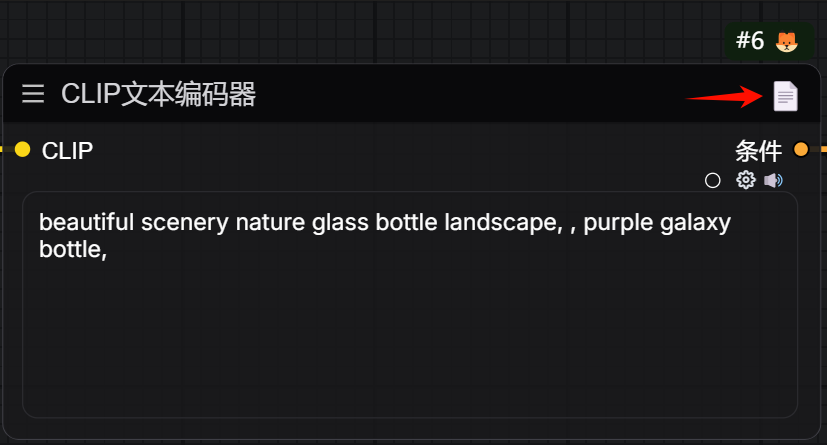 #6
CLIP文本编码器
CLIP
条件
beautiful scenery nature glass bottle landscape, , purple galaxy
bottle,